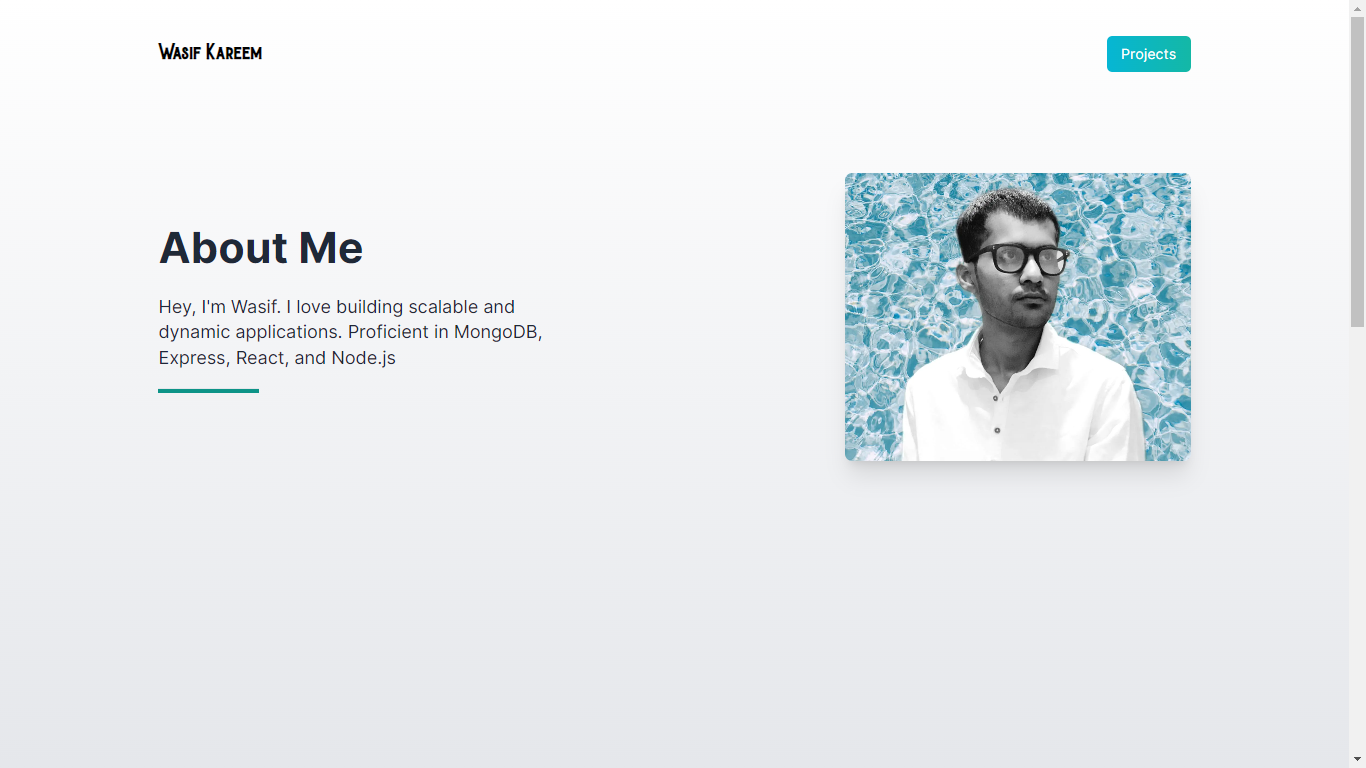 Wasif Kareem
Projects
About Me
Hey, I'm Wasif. I love building scalable and
dynamic applications. Proficient in MongoDB,
Express, React, and Node.js